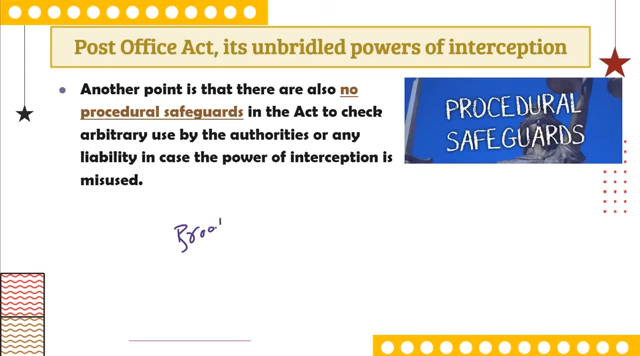 Post Office Act, its unbridled powers of interception
Another point is that there are also no
procedural safeguards in the Act to check
arbitrary use by the authorities or any
liability in case the power of interception is
misused.
PROCEDURAL
SAFEGUARDS